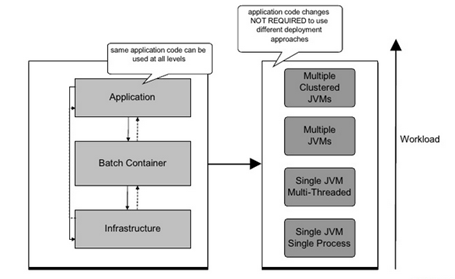 same application code can be
used at all levels
Application
Batch Container
Infrastructure
application code changes
NOT REQUIRED to use
different deployment
approaches
Multiple
Clustered
JVMs
Multiple
JVMs
Single JVM
Multi-Threaded
Single JVM
Single Process
Workload